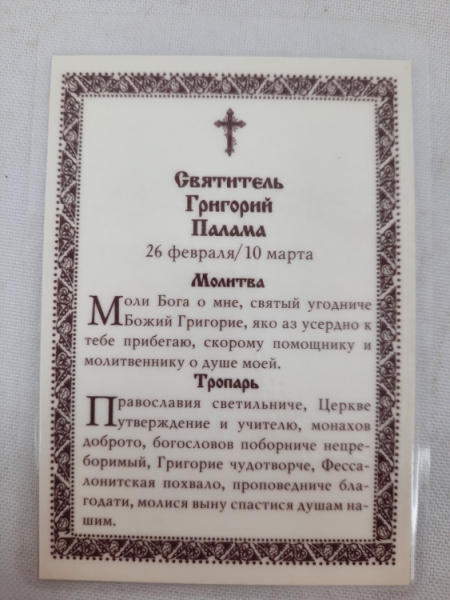 Святитель
Григорий
Палама
26 февраля/10 марта
Молитва
Моли Бога о мне, святый угодниче
Божий Григорие, яко аз усердно к
тебе прибегаю, скорому помощнику и
молитвеннику о душе моей.
Тропарь
Православия светильниче, Церкве
утверждение и учителю, монахов
доброто, богословов поборниче непре-
боримый, Григорие чудотворче, Фесса-
лонитская похвало, проповедниче бла-
годати, молися выну спастися душам на-
шим.